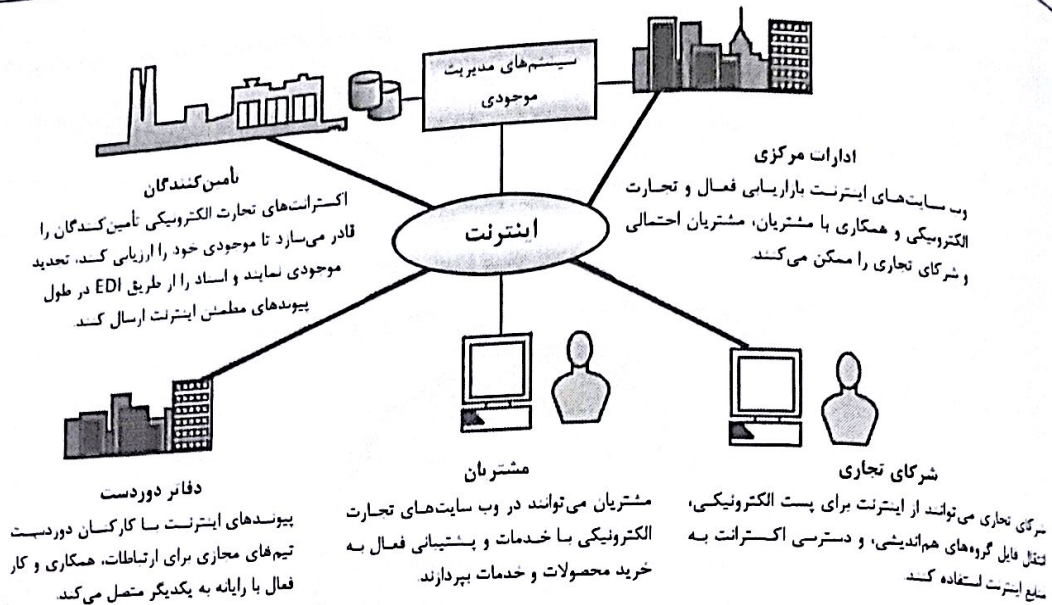 سیستم‌های مدیریت
موجودی
ادارات مرکزی
وب سایت‌های اینترنت بازاریابی فعال و تجارت
الکترونیکی و همکاری با مشتریان، مشتریان احتمالی
و شرکای تجاری را ممکن می‌کنند.
تأمین‌کنندگان
اکسترانت‌های تجارت الکترونیکی تأمین‌کنندگان را
قادر می‌سازد تا موجودی خود را ارزیابی کنند، تجدید
موجودی نمایند و اسناد را از طریق EDI در طول
پیوندهای مطمئن اینترنت ارسال کنند.
اینترنت
دفاتر دوردست
پیوندهای اینترنت با کارکنان دوردست
تیم‌های مجازی برای ارتباطات، همکاری و کار
فعال با رایانه به یکدیگر متصل می‌کند.
مشتریان
مشتریان می‌توانند در وب سایت‌های تجارت
الکترونیکی با خدمات و پشتیبانی فعال به
خرید محصولات و خدمات بپردازند.
شرکای تجاری
شرکای تجاری می‌توانند از اینترنت برای پست الکترونیکی،
انتقال فایل گروه‌های هم‌اندیشی، و دسترسی اکسترانت به
منابع اینترنت استفاده کنند.